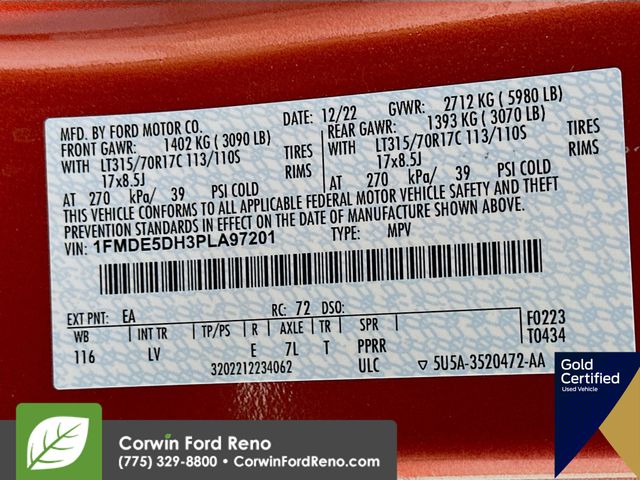 MFD. BY FORD MOTOR CO. DATE: 12/22 GVWR: 2712 KG ( 5980 LB)
FRONT GAWR: 1402 KG ( 3090 LB) REAR GAWR: 1393 KG ( 3070 LB)
WITH LT315/70R17C 113/110S TIRES WITH LT315/70R17C 113/110S TIRES
17x8.5J RIMS 17x8.5J RIMS
AT 270 kPa/ 39 PSI COLD AT 270 kPa/ 39 PSI COLD
THIS VEHICLE CONFORMS TO ALL APPLICABLE FEDERAL MOTOR VEHICLE SAFETY AND THEFT
PREVENTION STANDARDS IN EFFECT ON THE DATE OF MANUFACTURE SHOWN ABOVE.
VIN: 1FMDE5DH3PLA97201 TYPE: MPV
EXT PNT: EA RC: 72 DSO: F0223
WB INT TR TP/PS R AXLE TR SPR T0434
116 LV E 7L T PPRR
3202212234062 ULC ▽ 5U5A-3520472-AA
Gold
Certified
Used Vehicle
Corwin Ford Reno
(775) 329-8800 • CorwinFordReno.com